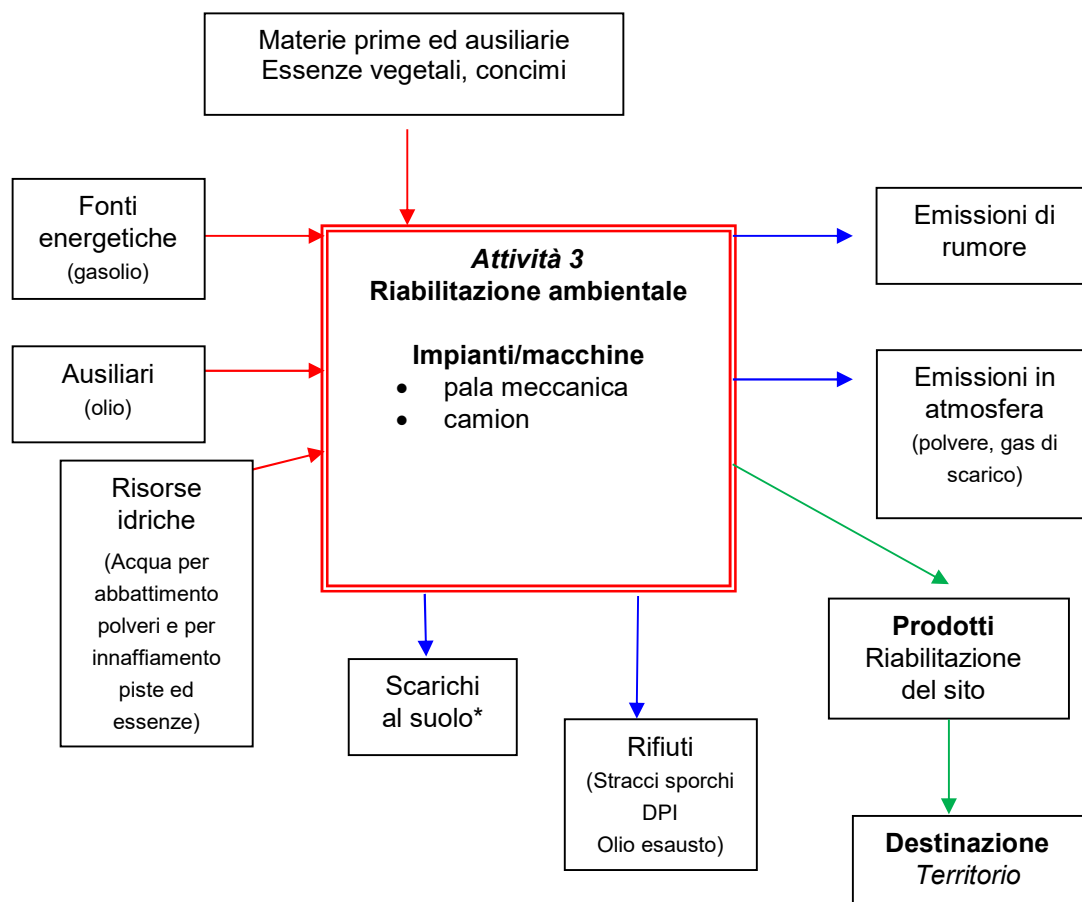 Materie prime ed ausiliarie
Essenze vegetali, concimi
Fonti
energetiche
(gasolio)
Ausiliari
(olio)
Risorse
idriche
(Acqua per
abbattimento
polveri e per
innaffiamento
piste ed
essenze)
Attività 3
Riabilitazione ambientale
Impianti/macchine
• pala meccanica
• camion
Emissioni di
rumore
Emissioni in
atmosfera
(polvere, gas di
scarico)
Scarichi
al suolo*
Rifiuti
(Stracci sporchi
DPI
Olio esausto)
Prodotti
Riabilitazione
del sito
Destinazione
Territorio